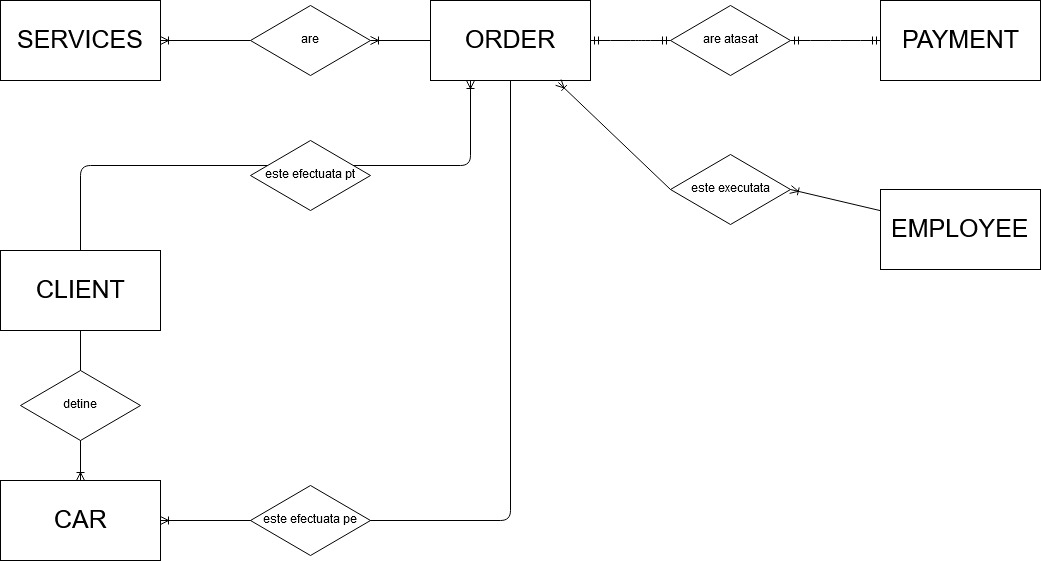 SERVICES
are
ORDER
are atasat
PAYMENT
este efectuata pt
este executata
EMPLOYEE
CLIENT
detine
CAR
este efectuata pe